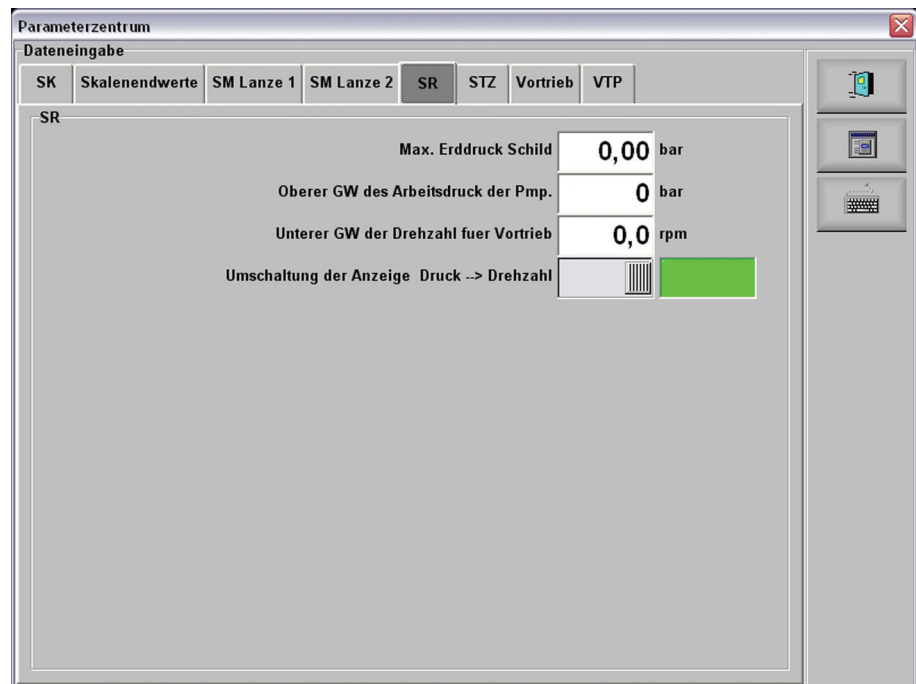 Parameterzentrum
Dateneingabe
SK Skalenendwerte SM Lanze 1 SM Lanze 2 SR STZ Vortrieb VTP
SR
Max. Erddruck Schild 0,00 bar
Oberer GW des Arbeitsdruck der Pmp. 0 bar
Unterer GW der Drehzahl fuer Vortrieb 0,0 rpm
Umschaltung der Anzeige Druck --> Drehzahl